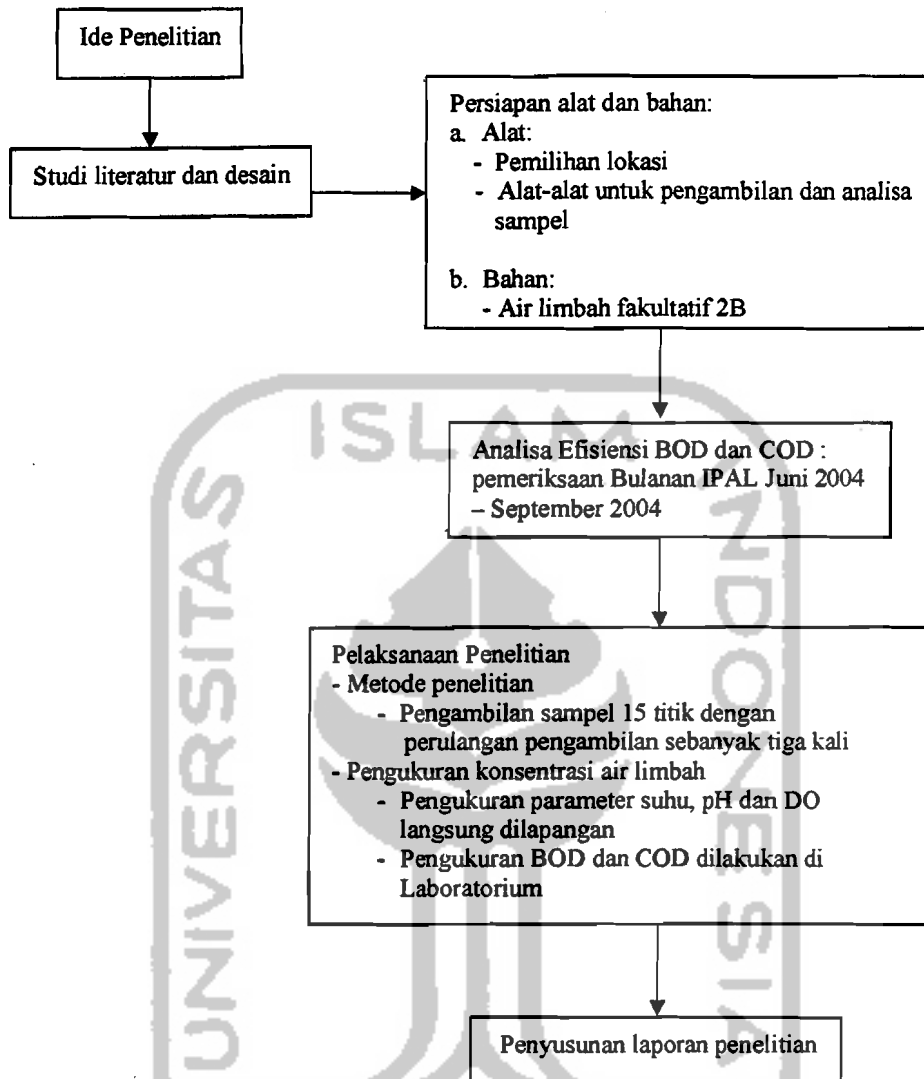 Ide Penelitian
Studi literatur dan desain
Persiapan alat dan bahan:
a. Alat:
- Pemilihan lokasi
- Alat-alat untuk pengambilan dan analisa
sampel
b. Bahan:
- Air limbah fakultatif 2B
Analisa Efisiensi BOD dan COD :
pemeriksaan Bulanan IPAL Juni 2004
– September 2004
Pelaksanaan Penelitian
- Metode penelitian
- Pengambilan sampel 15 titik dengan
perulangan pengambilan sebanyak tiga kali
- Pengukuran konsentrasi air limbah
- Pengukuran parameter suhu, pH dan DO
langsung dilapangan
- Pengukuran BOD dan COD dilakukan di
Laboratorium
Penyusunan laporan penelitian
ISLAM
UNIVERSITAS
INDONESIA